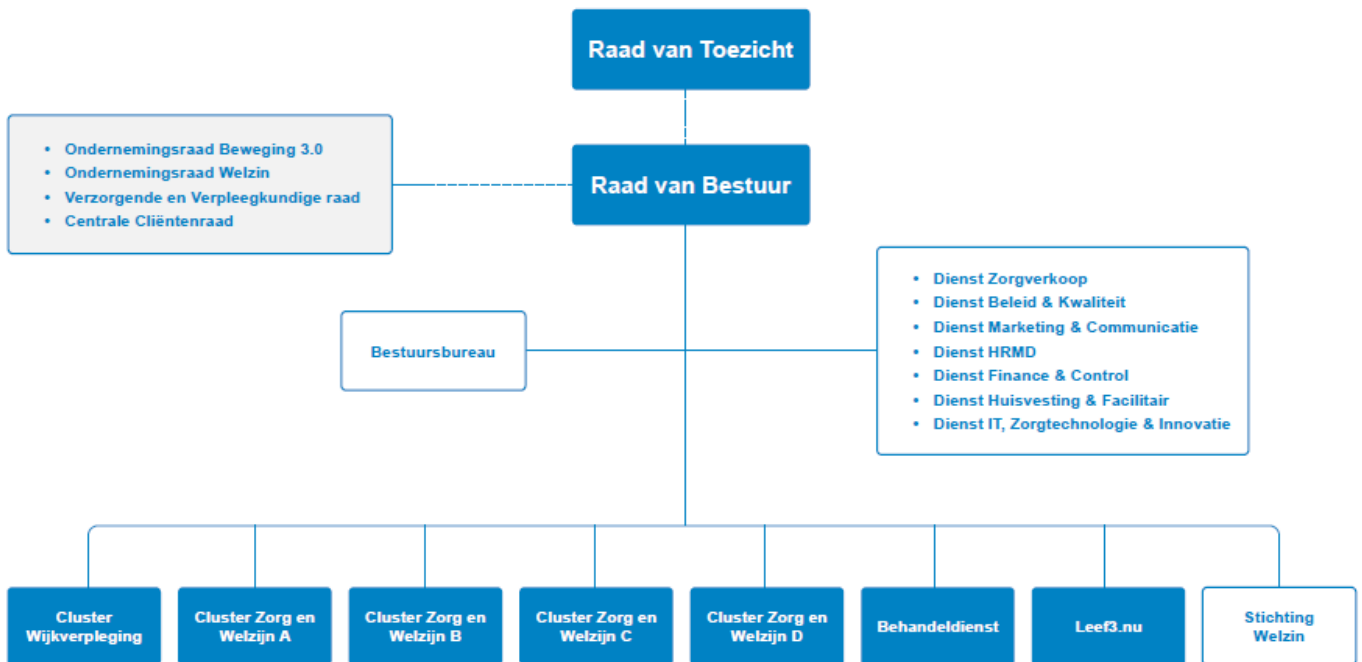 Raad van Toezicht
• Ondernemingsraad Beweging 3.0
• Ondernemingsraad Welzin
• Verzorgende en Verpleegkundige raad
• Centrale Cliëntenraad
Raad van Bestuur
Bestuursbureau
• Dienst Zorgverkoop
• Dienst Beleid & Kwaliteit
• Dienst Marketing & Communicatie
• Dienst HRMD
• Dienst Finance & Control
• Dienst Huisvesting & Facilitair
• Dienst IT, Zorgtechnologie & Innovatie
Cluster
Wijkverpleging
Cluster Zorg en
Welzijn A
Cluster Zorg en
Welzijn B
Cluster Zorg en
Welzijn C
Cluster Zorg en
Welzijn D
Behandeldienst
Leef3.nu
Stichting
Welzin